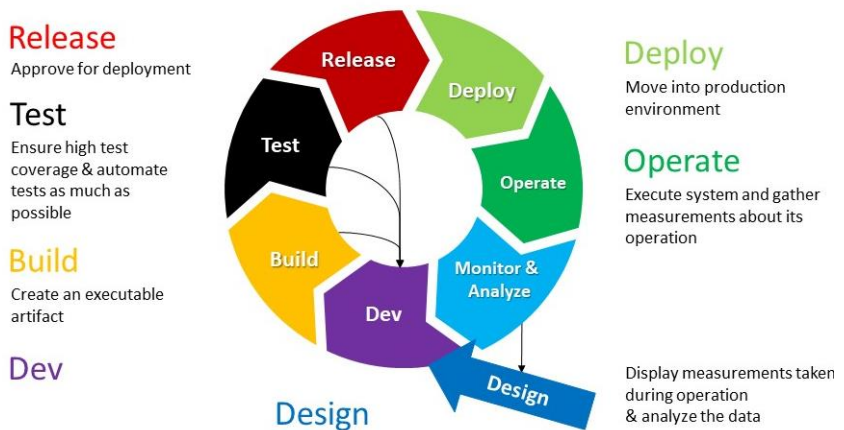 Release
Approve for deployment
Test
Ensure high test
coverage & automate
tests as much as
possible
Build
Create an executable
artifact
Dev
Release
Deploy
Test
Operate
Build
Monitor &
Analyze
Dev
Design
Design
Deploy
Move into production
environment
Operate
Execute system and gather
measurements about its
operation
Display measurements taken
during operation
& analyze the data